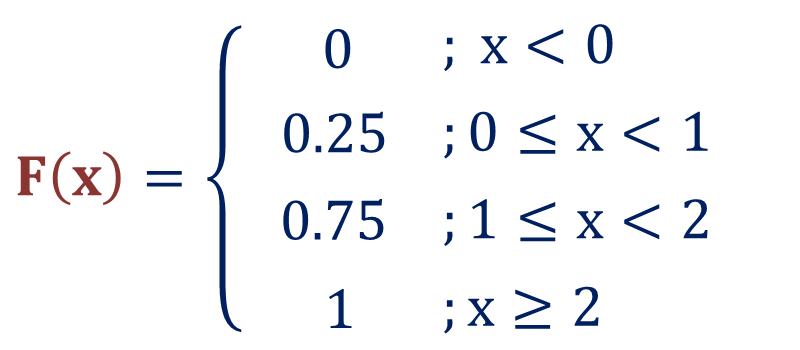 0 ; x < 0
0.25 ; 0 ≤ x < 1
F(x) =
0.75 ; 1 ≤ x < 2
1 ; x ≥ 2